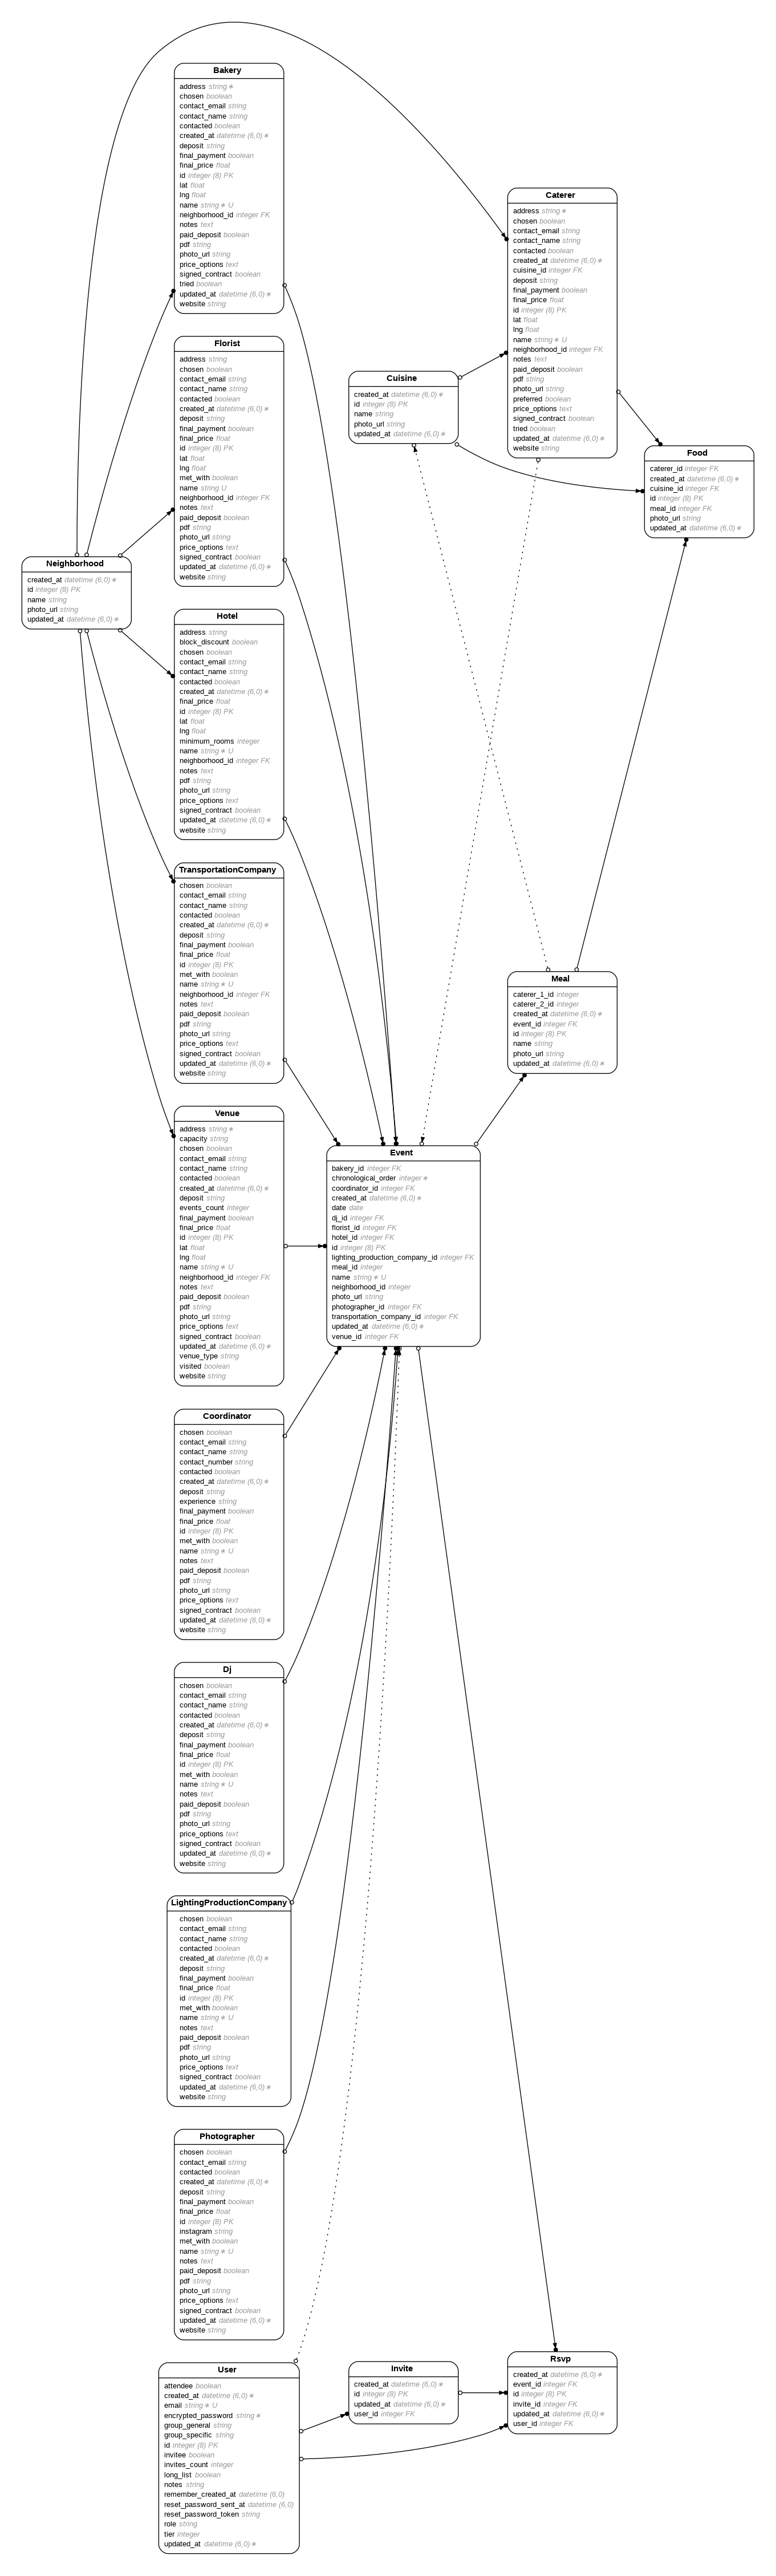 Bakery
address string ∗
chosen boolean
contact_email string
contact_name string
contacted boolean
created_at datetime (6,0) ∗
deposit string
final_payment boolean
final_price float
id integer (8) PK
lat float
lng float
name string ∗ U
neighborhood_id integer FK
notes text
paid_deposit boolean
pdf string
photo_url string
price_options text
signed_contract boolean
tried boolean
updated_at datetime (6,0) ∗
website string
Caterer
address string ∗
chosen boolean
contact_email string
contact_name string
contacted boolean
created_at datetime (6,0) ∗
cuisine_id integer FK
deposit string
final_payment boolean
final_price float
id integer (8) PK
lat float
lng float
name string ∗ U
neighborhood_id integer FK
notes text
paid_deposit boolean
pdf string
photo_url string
preferred boolean
price_options text
signed_contract boolean
tried boolean
updated_at datetime (6,0) ∗
website string
Florist
address string
chosen boolean
contact_email string
contact_name string
contacted boolean
created_at datetime (6,0) ∗
deposit string
final_payment boolean
final_price float
id integer (8) PK
lat float
lng float
met_with boolean
name string U
neighborhood_id integer FK
notes text
paid_deposit boolean
pdf string
photo_url string
price_options text
signed_contract boolean
updated_at datetime (6,0) ∗
website string
Cuisine
created_at datetime (6,0) ∗
id integer (8) PK
name string
photo_url string
updated_at datetime (6,0) ∗
Food
caterer_id integer FK
created_at datetime (6,0) ∗
cuisine_id integer FK
id integer (8) PK
meal_id integer FK
photo_url string
updated_at datetime (6,0) ∗
Neighborhood
created_at datetime (6,0) ∗
id integer (8) PK
name string
photo_url string
updated_at datetime (6,0) ∗
Hotel
address string
block_discount boolean
chosen boolean
contact_email string
contact_name string
contacted boolean
created_at datetime (6,0) ∗
final_price float
id integer (8) PK
lat float
lng float
minimum_rooms integer
name string ∗ U
neighborhood_id integer FK
notes text
pdf string
photo_url string
price_options text
signed_contract boolean
updated_at datetime (6,0) ∗
website string
TransportationCompany
chosen boolean
contact_email string
contact_name string
contacted boolean
created_at datetime (6,0) ∗
deposit string
final_payment boolean
final_price float
id integer (8) PK
met_with boolean
name string ∗ U
neighborhood_id integer FK
notes text
paid_deposit boolean
pdf string
photo_url string
price_options text
signed_contract boolean
updated_at datetime (6,0) ∗
website string
Meal
caterer_1_id integer
caterer_2_id integer
created_at datetime (6,0) ∗
event_id integer FK
id integer (8) PK
name string
photo_url string
updated_at datetime (6,0) ∗
Venue
address string ∗
capacity string
chosen boolean
contact_email string
contact_name string
contacted boolean
created_at datetime (6,0) ∗
deposit string
events_count integer
final_payment boolean
final_price float
id integer (8) PK
lat float
lng float
name string ∗ U
neighborhood_id integer FK
notes text
paid_deposit boolean
pdf string
photo_url string
price_options text
signed_contract boolean
updated_at datetime (6,0) ∗
venue_type string
visited boolean
website string
Event
bakery_id integer FK
chronological_order integer ∗
coordinator_id integer FK
created_at datetime (6,0) ∗
date date
dj_id integer FK
florist_id integer FK
hotel_id integer FK
id integer (8) PK
lighting_production_company_id integer FK
meal_id integer
name string ∗ U
neighborhood_id integer
photo_url string
photographer_id integer FK
transportation_company_id integer FK
updated_at datetime (6,0) ∗
venue_id integer FK
Coordinator
chosen boolean
contact_email string
contact_name string
contact_number string
contacted boolean
created_at datetime (6,0) ∗
deposit string
experience string
final_payment boolean
final_price float
id integer (8) PK
met_with boolean
name string ∗ U
notes text
paid_deposit boolean
pdf string
photo_url string
price_options text
signed_contract boolean
updated_at datetime (6,0) ∗
website string
Dj
chosen boolean
contact_email string
contact_name string
contacted boolean
created_at datetime (6,0) ∗
deposit string
final_payment boolean
final_price float
id integer (8) PK
met_with boolean
name string ∗ U
notes text
paid_deposit boolean
pdf string
photo_url string
price_options text
signed_contract boolean
updated_at datetime (6,0) ∗
website string
LightingProductionCompany
chosen boolean
contact_email string
contact_name string
contacted boolean
created_at datetime (6,0) ∗
deposit string
final_payment boolean
final_price float
id integer (8) PK
met_with boolean
name string ∗ U
notes text
paid_deposit boolean
pdf string
photo_url string
price_options text
signed_contract boolean
updated_at datetime (6,0) ∗
website string
Photographer
chosen boolean
contact_email string
contacted boolean
created_at datetime (6,0) ∗
deposit string
final_payment boolean
final_price float
id integer (8) PK
instagram string
met_with boolean
name string ∗ U
notes text
paid_deposit boolean
pdf string
photo_url string
price_options text
signed_contract boolean
updated_at datetime (6,0) ∗
website string
User
attendee boolean
created_at datetime (6,0) ∗
email string ∗ U
encrypted_password string ∗
group_general string
group_specific string
id integer (8) PK
invitee boolean
invites_count integer
long_list boolean
notes string
remember_created_at datetime (6,0)
reset_password_sent_at datetime (6,0)
reset_password_token string
role string
tier integer
updated_at datetime (6,0) ∗
Invite
created_at datetime (6,0) ∗
id integer (8) PK
updated_at datetime (6,0) ∗
user_id integer FK
Rsvp
created_at datetime (6,0) ∗
event_id integer FK
id integer (8) PK
invite_id integer FK
updated_at datetime (6,0) ∗
user_id integer FK